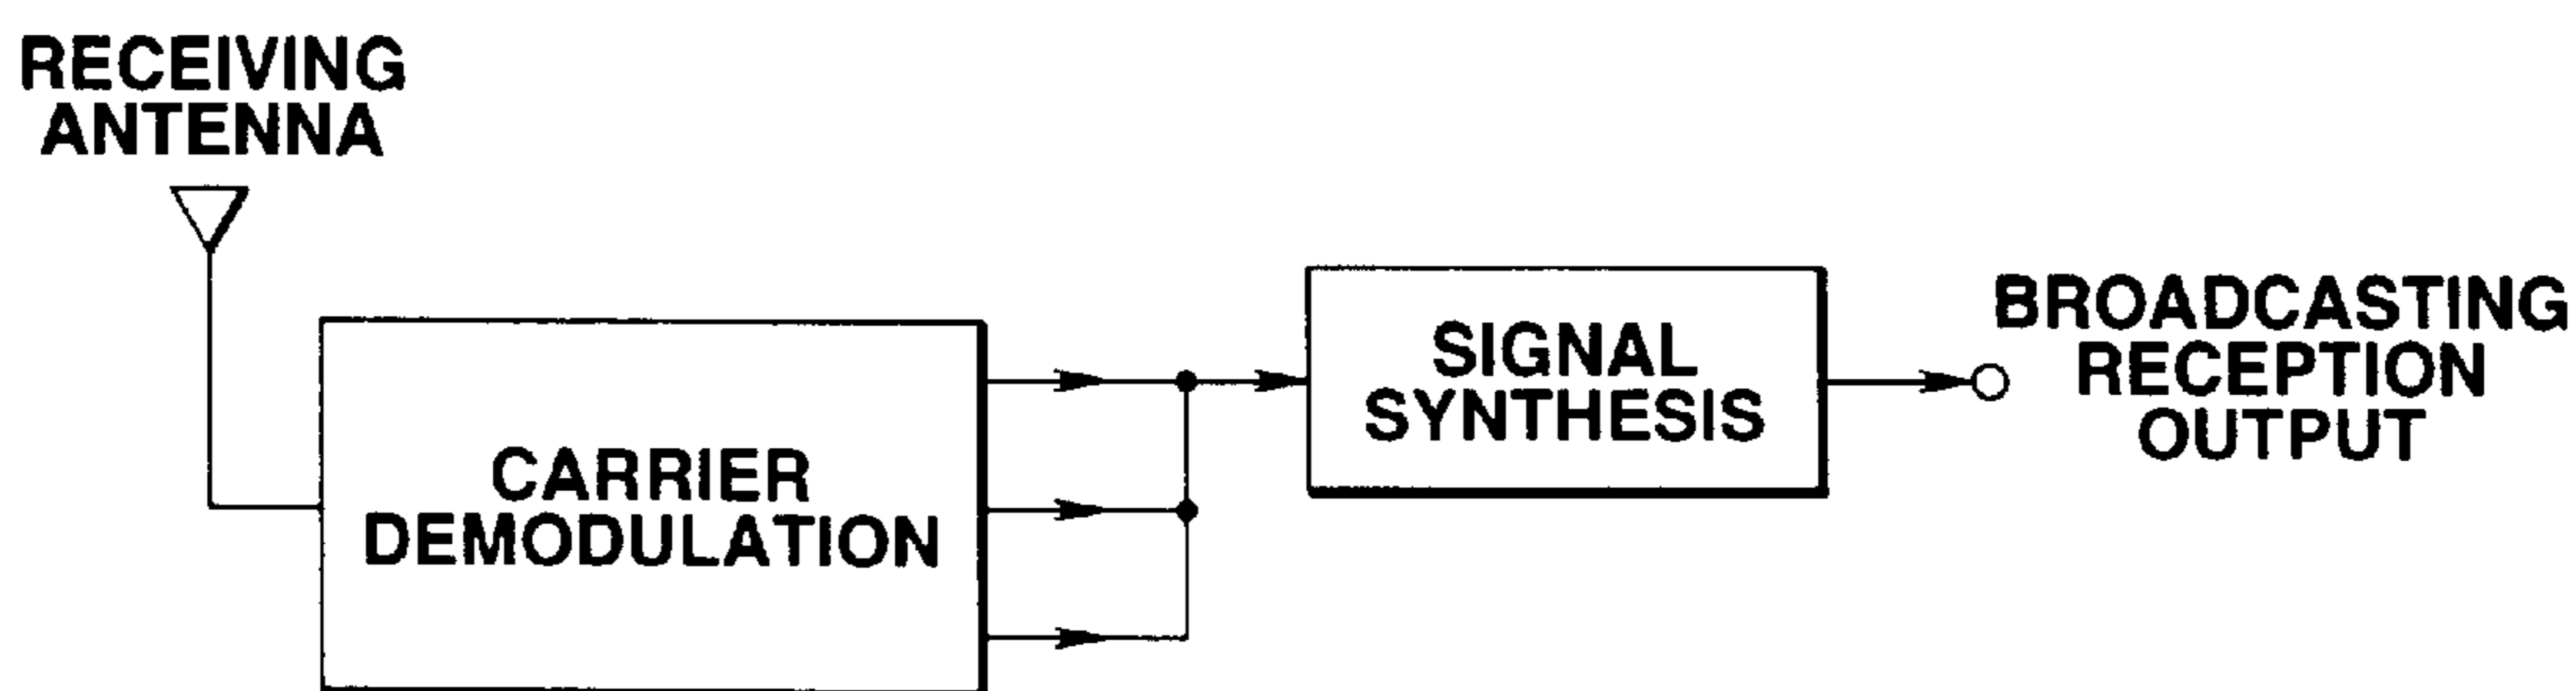 RECEIVING
ANTENNA
CARRIER
DEMODULATION
SIGNAL
SYNTHESIS
BROADCASTING
RECEPTION
OUTPUT